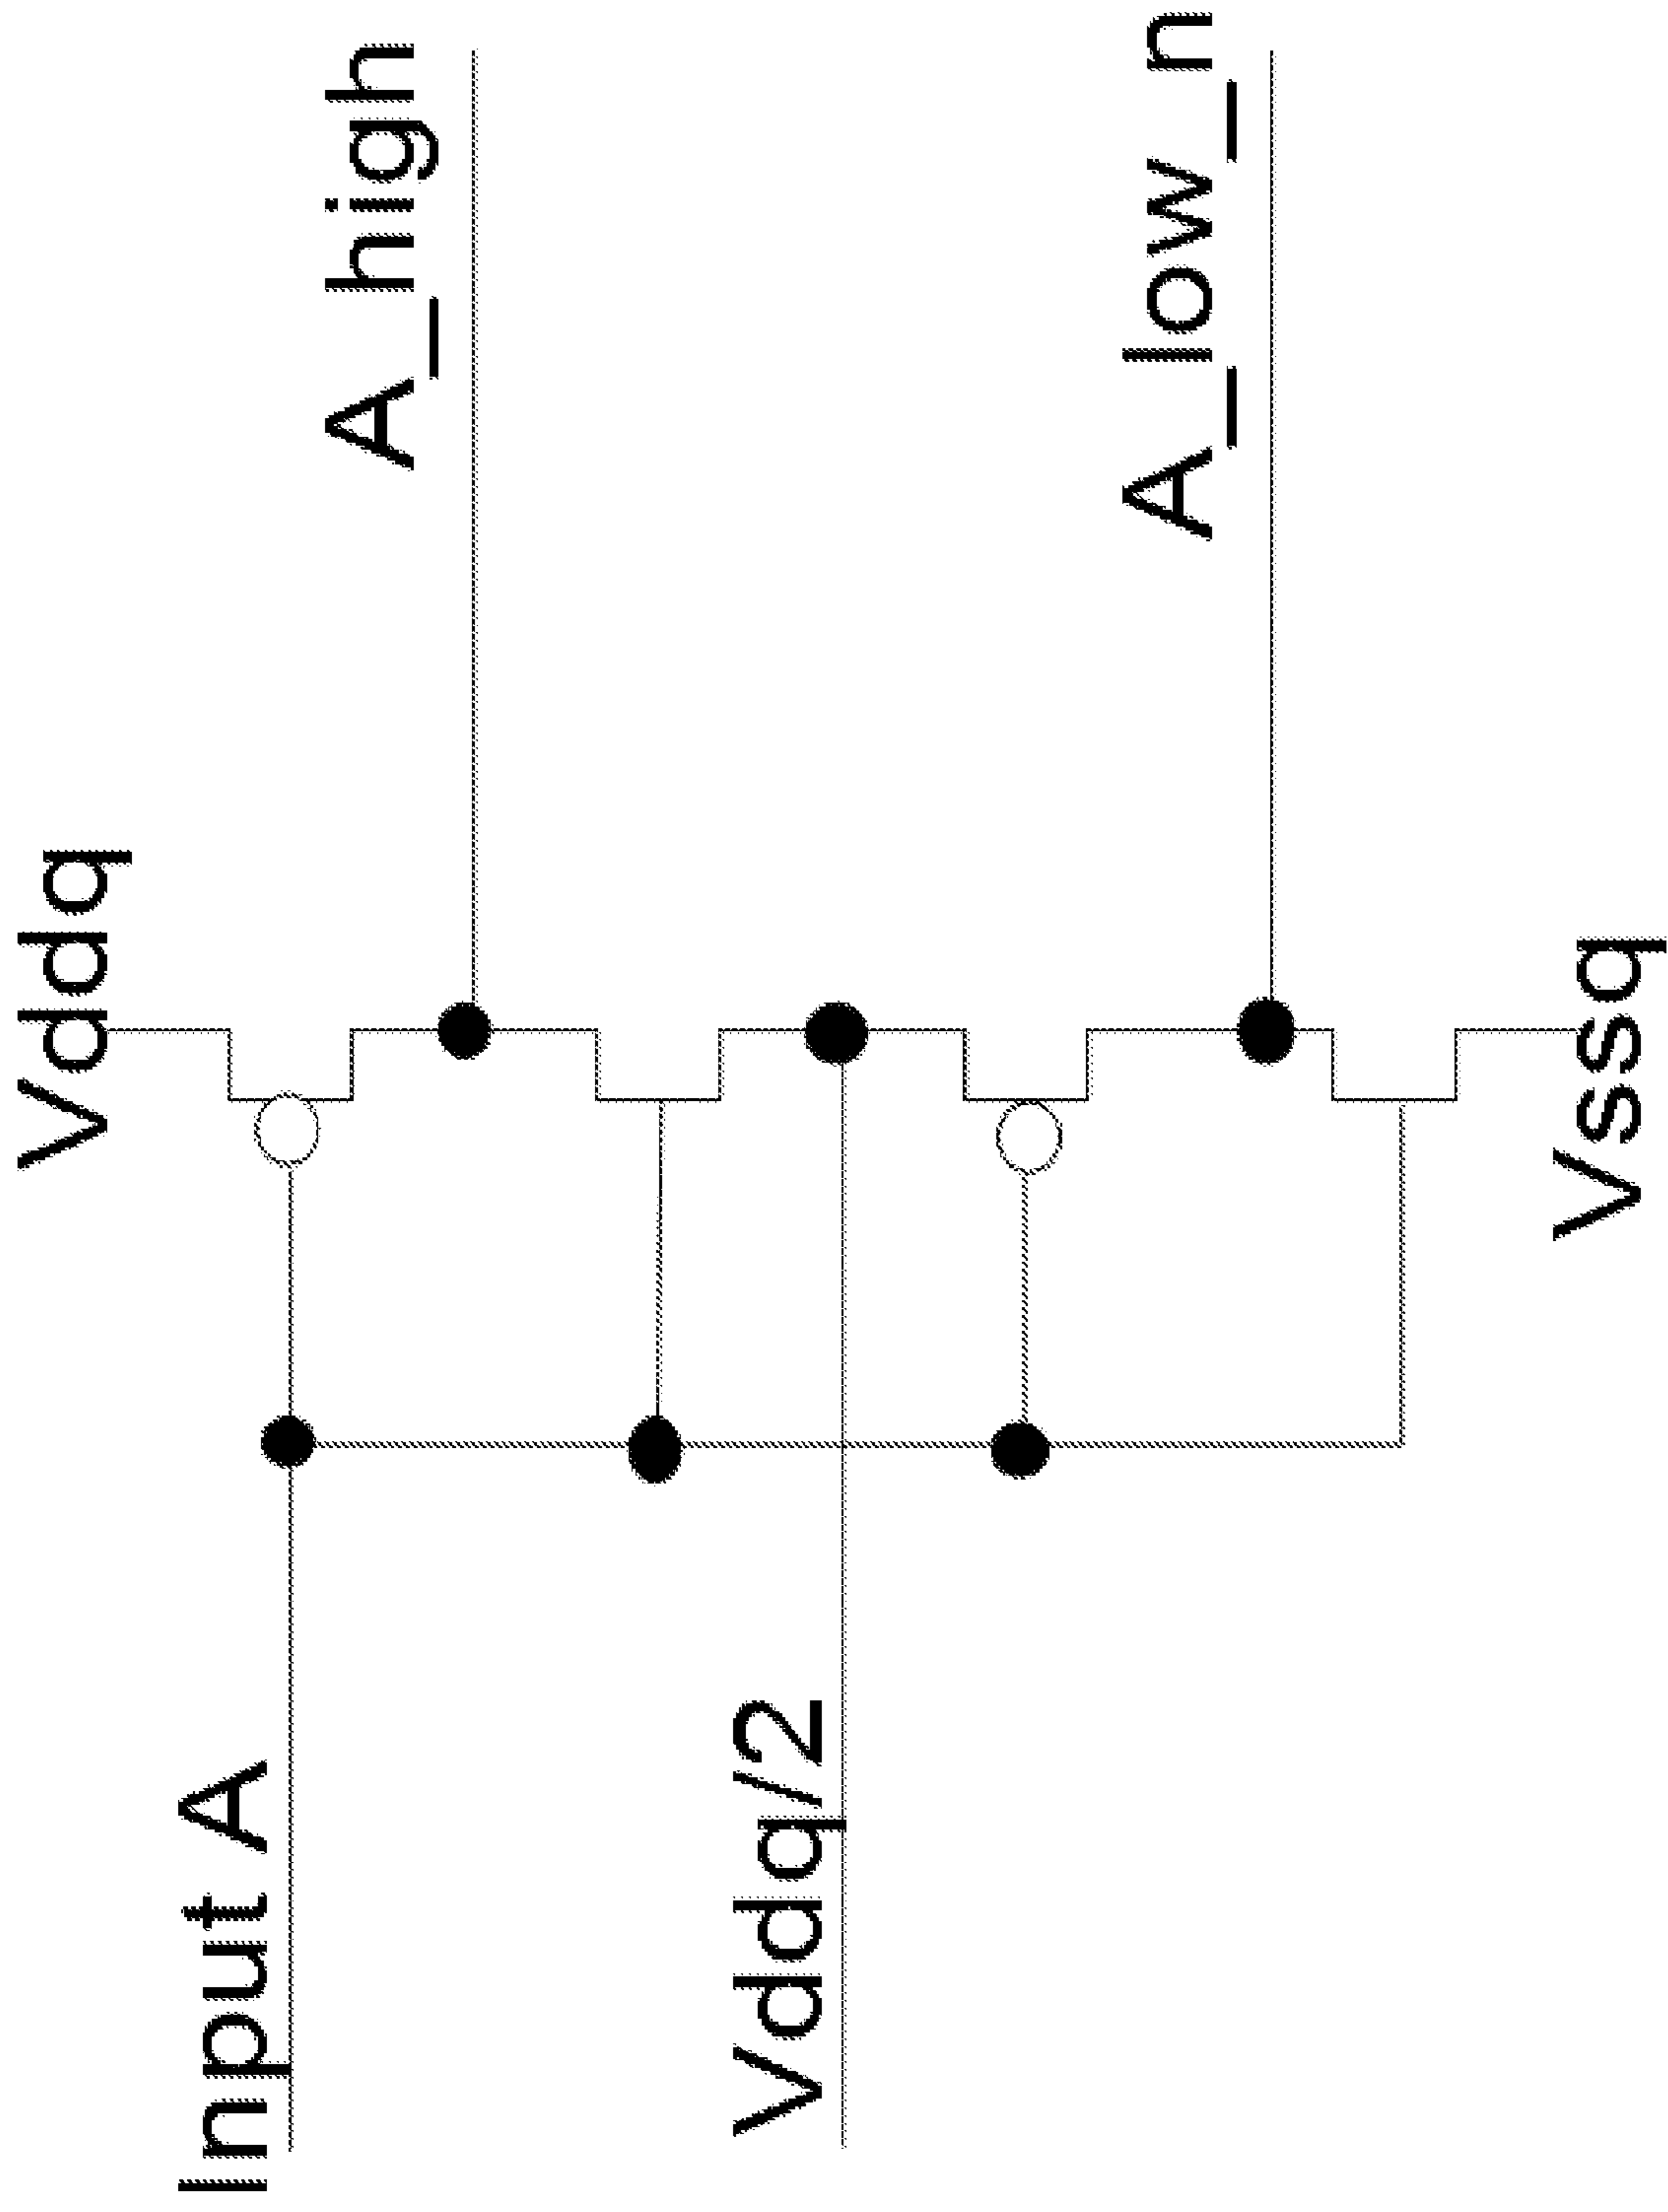 Vddq
Input A
A_high
Vddq/2
A_low_n
Vssq